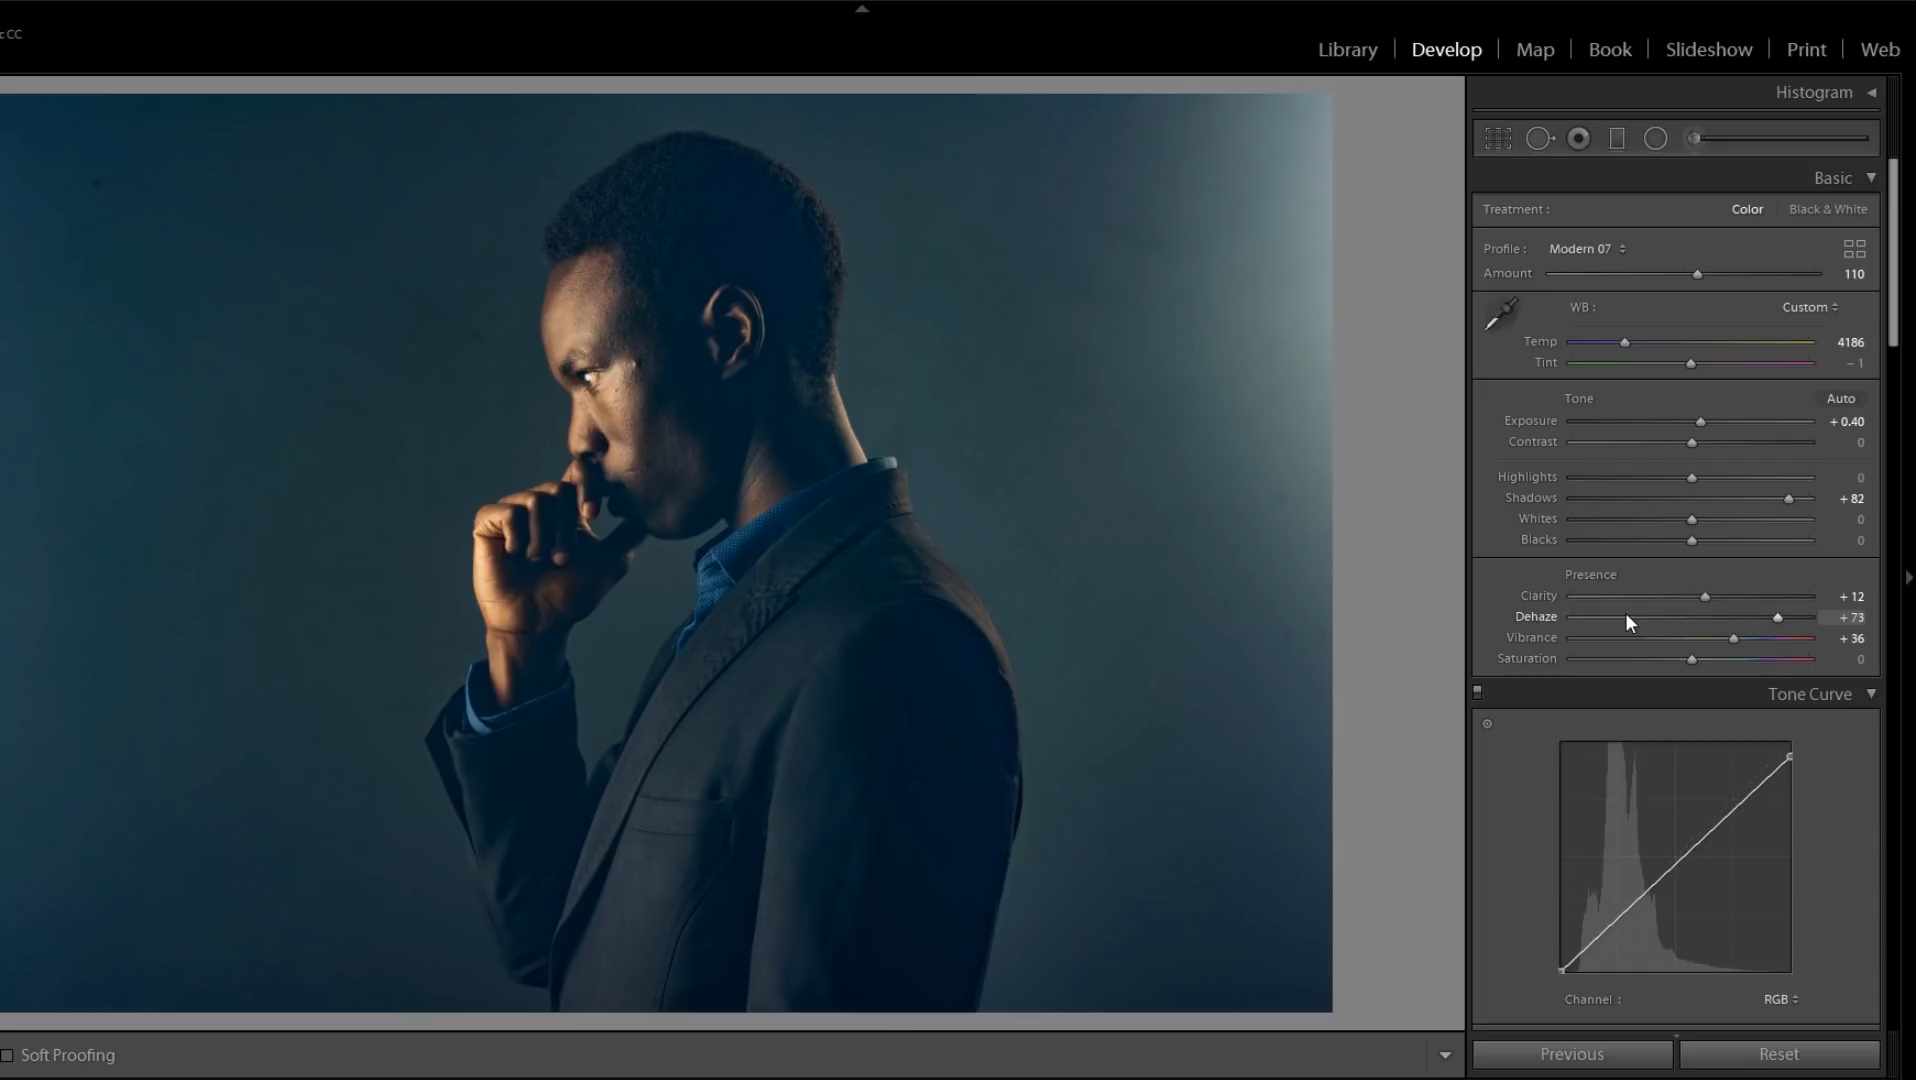 c CC
Library Develop Map Book Slideshow Print Web
Histogram
Basic
Treatment : Color Black & White
Profile : Modern 07
Amount 110
WB : Custom
Temp 4186
Tint – 1
Tone Auto
Exposure + 0.40
Contrast 0
Highlights 0
Shadows + 82
Whites 0
Blacks 0
Presence
Clarity + 12
Dehaze + 73
Vibrance + 36
Saturation 0
Tone Curve
Channel : RGB
Soft Proofing
Previous Reset